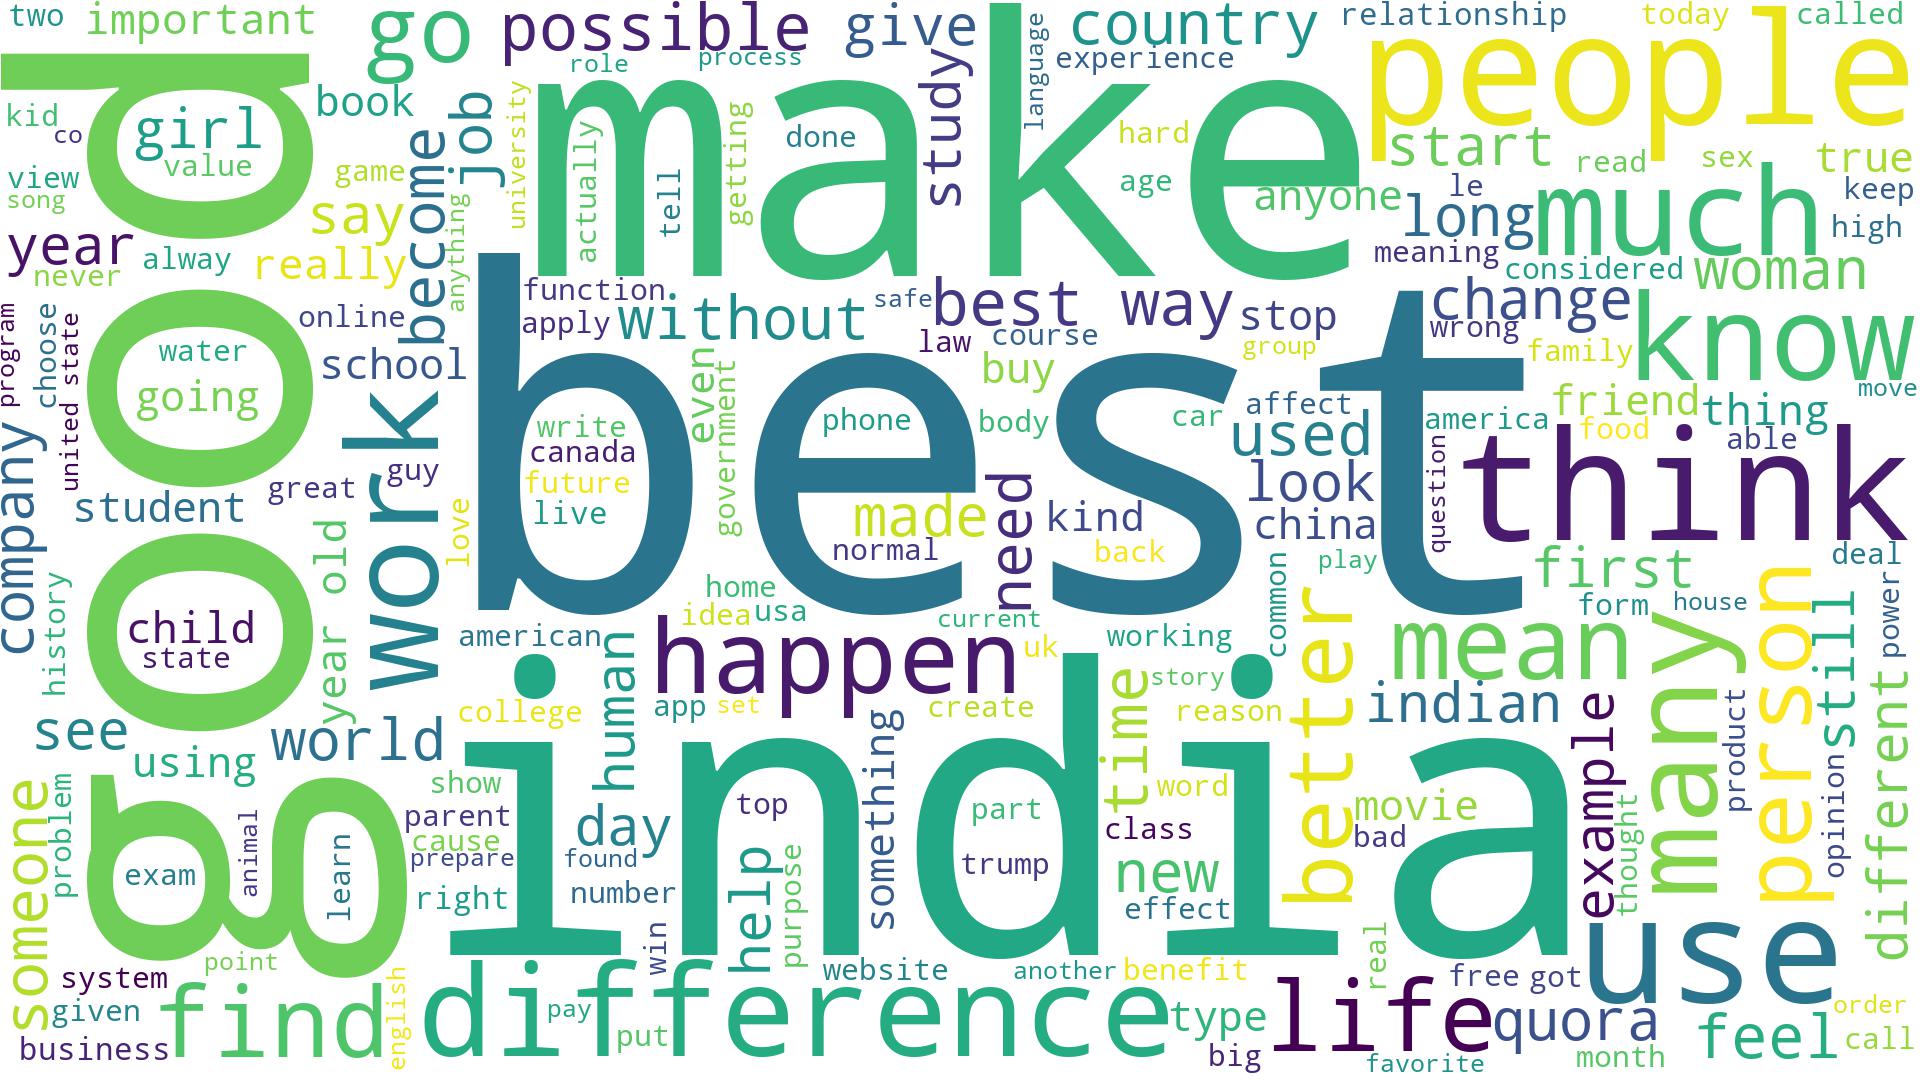 two
important
go
possible
give
study
language
country
relationship
today
called
role
process
experience
people
good
kid
co
girl
value
book
job
university
make
actually
tell
getting
done
hard
age
anyone
start
read
sex
true
view
song
game
say
become
anything
le
long
much
keep
high
year
never
alway
really
meaning
considered
woman
function
apply
without
safe
best way
law
course
stop
group
change
wrong
family
know
move
program
choose
united state
online
school
water
going
work
best
even
government
buy
body
phone
car
affect
used
america
friend
food
thing
able
write
canada
future
live
company
student
great
guy
love
made
normal
need
kind
back
look
china
question
think
deal
year old
history
child
state
home
idea
usa
current
common
play
first
form
house
power
american
human
happen
uk
working
mean
many
person
still
see
using
world
college
app
set
create
time
story
reason
better
indian
example
product
different
india
someone
problem
animal
exam
learn
show
parent
cause
prepare
right
day
found
number
top
help
purpose
something
part
trump
word
class
new
effect
movie
bad
thought
opinion
use
system
given
business
point
find
english
win
difference
pay
put
website
another
benefit
type
big
real
life
free
got
favorite
quora
month
feel
order
call